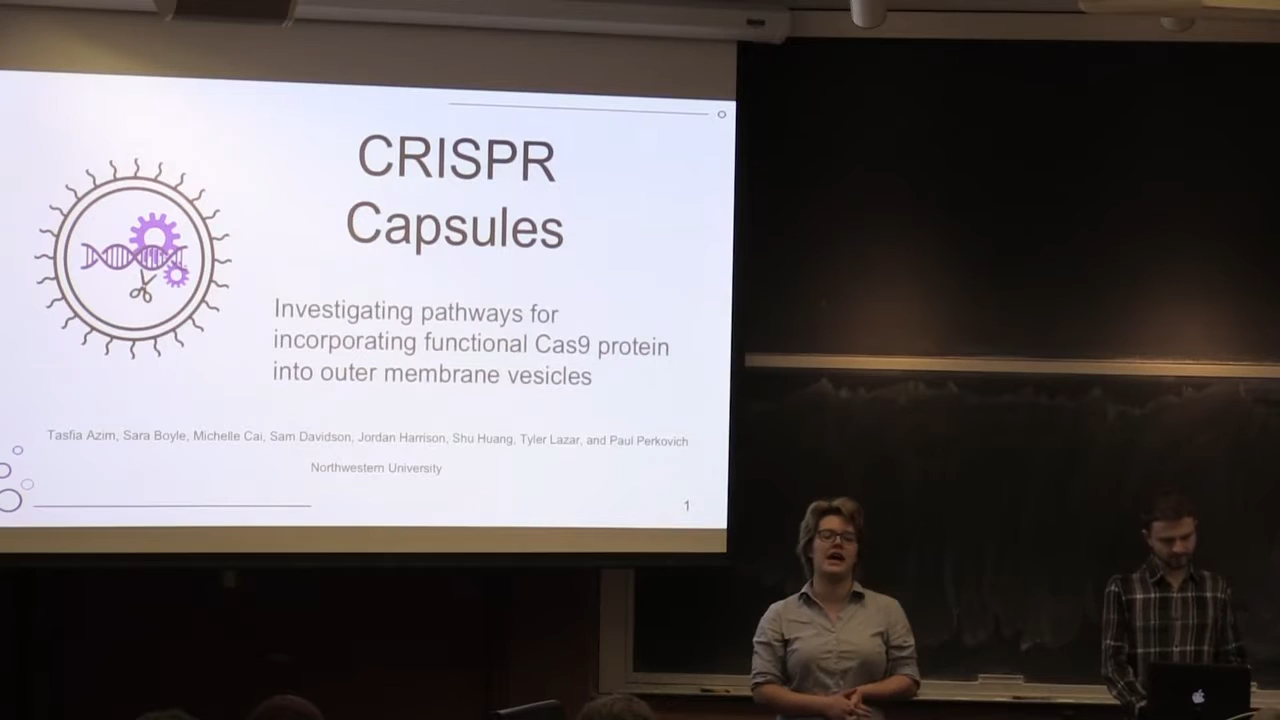 CRISPR
Capsules
Investigating pathways for
incorporating functional Cas9 protein
into outer membrane vesicles
Tasfia Azim, Sara Boyle, Michelle Cai, Sam Davidson, Jordan Harrison, Shu Huang, Tyler Lazar, and Paul Perkovich
Northwestern University
1